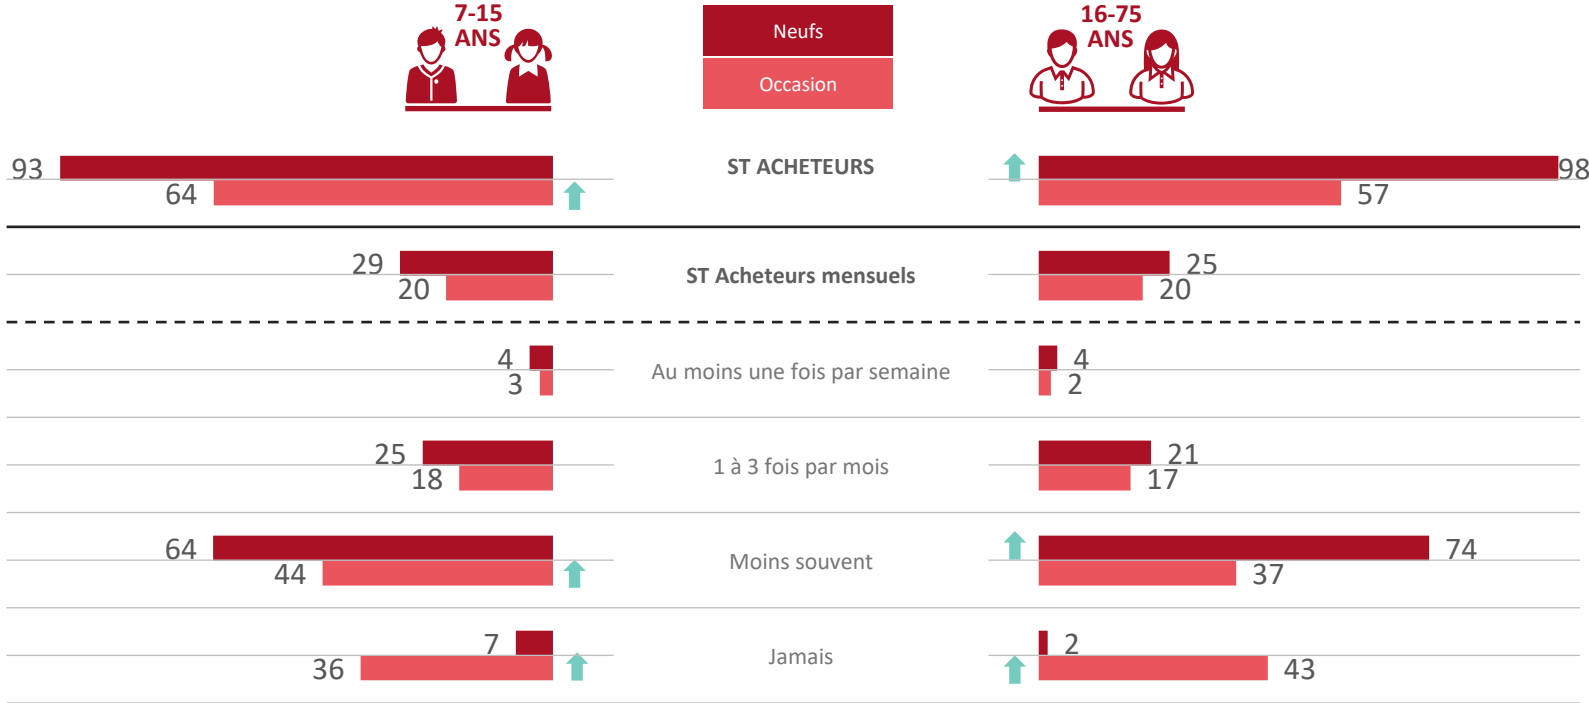 7-15
ANS
Neufs
Occasion
16-75
ANS
93
64
ST ACHETEURS
98
57
29
20
ST Acheteurs mensuels
25
20
4
3
Au moins une fois par semaine
4
2
25
18
1 à 3 fois par mois
21
17
64
44
Moins souvent
74
37
7
36
Jamais
2
43